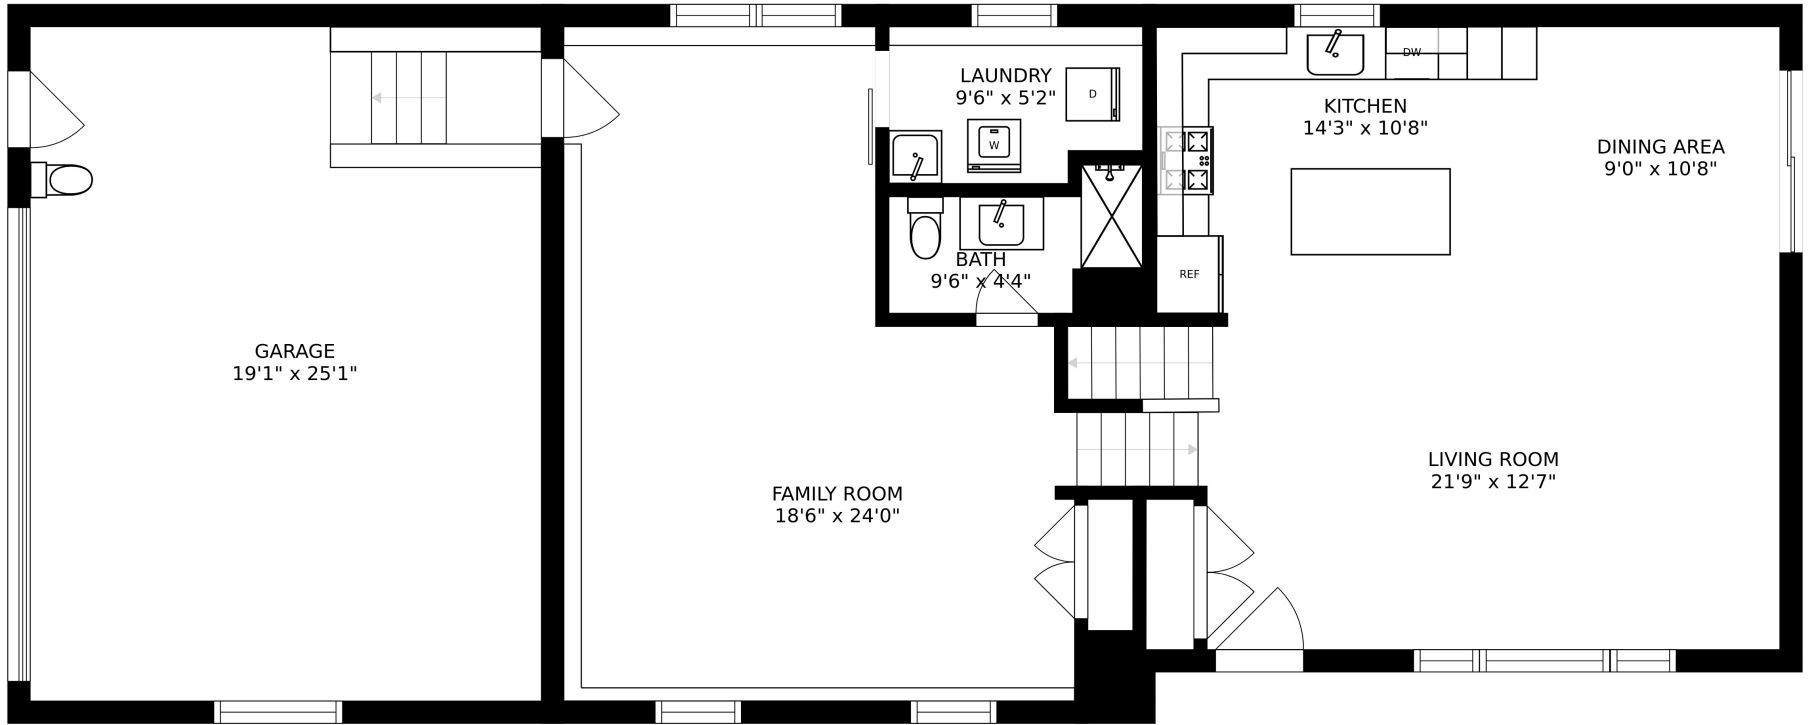 LAUNDRY
9'6" x 5'2"
D
W
DW
KITCHEN
14'3" x 10'8"
DINING AREA
9'0" x 10'8"
BATH
9'6" x 4'4"
REF
GARAGE
19'1" x 25'1"
FAMILY ROOM
18'6" x 24'0"
LIVING ROOM
21'9" x 12'7"